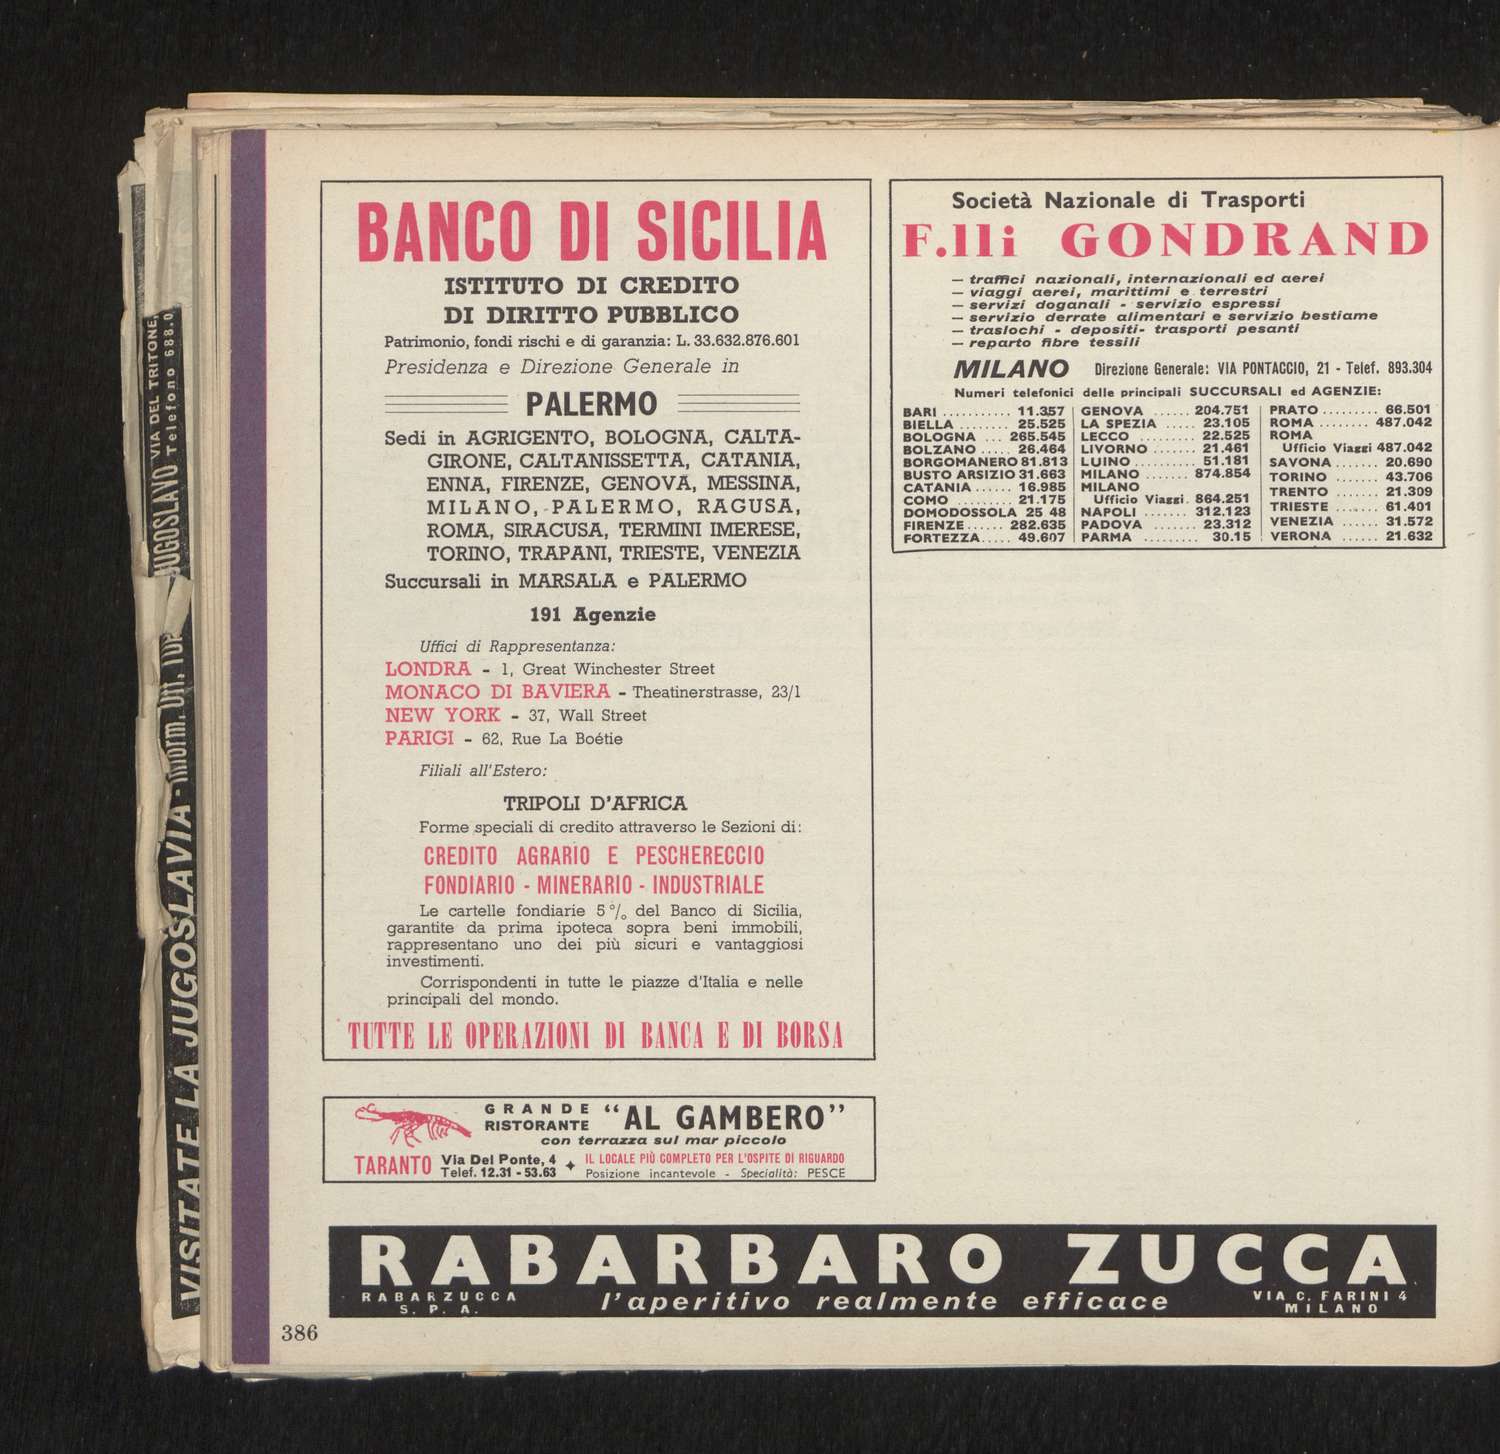 BANCO DI SICILIA
ISTITUTO DI CREDITO
DI DIRITTO PUBBLICO
Patrimonio, fondi rischi e di garanzia: L. 33.632.876.601
Presidenza e Direzione Generale in
PALERMO
Sedi in AGRIGENTO, BOLOGNA, CALTA-
GIRONE, CALTANISSETTA, CATANIA,
ENNA, FIRENZE, GENOVA, MESSINA,
MILANO, PALERMO, RAGUSA,
ROMA, SIRACUSA, TERMINI IMERESE,
TORINO, TRAPANI, TRIESTE, VENEZIA
Succursali in MARSALA e PALERMO
191 Agenzie
Uffici di Rappresentanza:
LONDRA - 1, Great Winchester Street
MONACO DI BAVIERA - Theatinerstrasse, 23/1
NEW YORK - 37, Wall Street
PARIGI - 62, Rue La Boétie
Filiali all'Estero:
TRIPOLI D'AFRICA
Forme speciali di credito attraverso le Sezioni di:
CREDITO AGRARIO E PESCHERECCIO
FONDIARIO - MINERARIO - INDUSTRIALE
Le cartelle fondiarie 5% del Banco di Sicilia,
garantite da prima ipoteca sopra beni immobili,
rappresentano uno dei più sicuri e vantaggiosi
investimenti.
Corrispondenti in tutte le piazze d'Italia e nelle
principali del mondo.
TUTTE LE OPERAZIONI DI BANCA E DI BORSA
Società Nazionale di Trasporti
F.lli GONDRAND
— traffici nazionali, internazionali ed aerei
— viaggi aerei, marittimi e terrestri
— servizi doganali - servizio espressi
— servizio derrate alimentari e servizio bestiame
— traslochi - depositi- trasporti pesanti
— reparto fibre tessili
MILANO Direzione Generale: VIA PONTACCIO, 21 - Telef. 893.304
Numeri telefonici delle principali SUCCURSALI ed AGENZIE:
BARI ........... 11.357
BIELLA ........ 25.525
BOLOGNA ... 265.545
BOLZANO ..... 26.464
BORGOMANERO 81.813
BUSTO ARSIZIO 31.663
CATANIA ...... 16.985
COMO ......... 21.175
DOMODOSSOLA 25 48
FIRENZE...... 282.635
FORTEZZA..... 49.607
GENOVA ...... 204.751
LA SPEZIA ..... 23.105
LECCO ........ 22.525
LIVORNO ....... 21.461
LUINO.......... 51.181
MILANO ....... 874.854
MILANO
Ufficio Viaggi. 864.251
NAPOLI ....... 312.123
PADOVA ....... 23.312
PARMA ......... 30.15
PRATO ......... 66.501
ROMA ........ 487.042
ROMA
Ufficio Viaggi 487.042
SAVONA ....... 20.690
TORINO ....... 43.706
TRENTO ....... 21.309
TRIESTE ....... 61.401
VENEZIA ...... 31.572
VERONA ...... 21.632
GRANDE
RISTORANTE "AL GAMBERO"
con terrazza sul mar piccolo
TARANTO Via Del Ponte, 4
Telef. 12.31 - 53.63
IL LOCALE PIÙ COMPLETO PER L'OSPITE DI RIGUARDO
Posizione incantevole - Specialità: PESCE
RABARBARO ZUCCA
RABARZUCCA
S. P. A.
l'aperitivo realmente efficace
VIA C. FARINI 4
MILANO
386
VISITATE LA JUGOSLAVIA - Inform. Uff.
JUGOSLAVO VIA DEL TRITONE,
Telefono 688.0